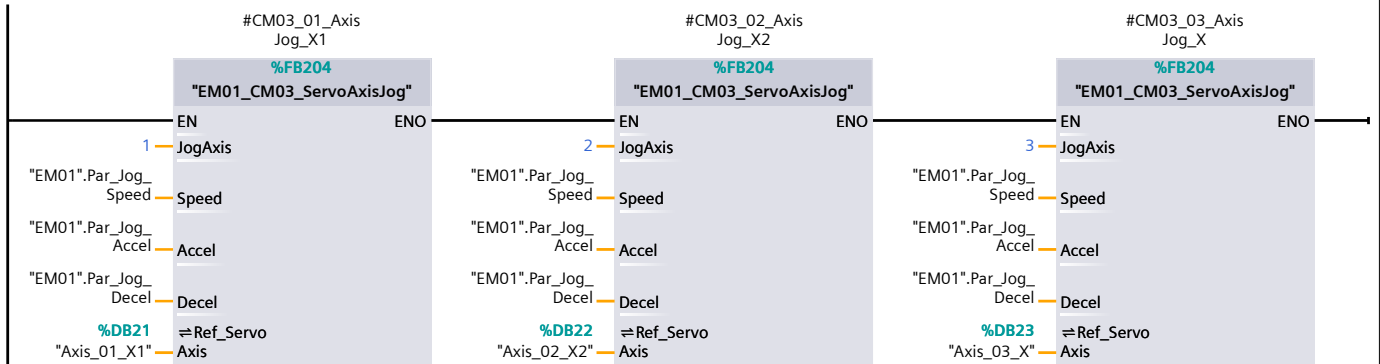 #CM03_01_Axis
Jog_X1
%FB204
"EM01_CM03_ServoAxisJog"
EN
ENO
1
JogAxis
"EM01".Par_Jog_
Speed
Speed
"EM01".Par_Jog_
Accel
Accel
"EM01".Par_Jog_
Decel
Decel
%DB21
"Axis_01_X1"
⇌Ref_Servo
Axis
#CM03_02_Axis
Jog_X2
%FB204
"EM01_CM03_ServoAxisJog"
EN
ENO
2
JogAxis
"EM01".Par_Jog_
Speed
Speed
"EM01".Par_Jog_
Accel
Accel
"EM01".Par_Jog_
Decel
Decel
%DB22
"Axis_02_X2"
⇌Ref_Servo
Axis
#CM03_03_Axis
Jog_X
%FB204
"EM01_CM03_ServoAxisJog"
EN
ENO
3
JogAxis
"EM01".Par_Jog_
Speed
Speed
"EM01".Par_Jog_
Accel
Accel
"EM01".Par_Jog_
Decel
Decel
%DB23
"Axis_03_X"
⇌Ref_Servo
Axis